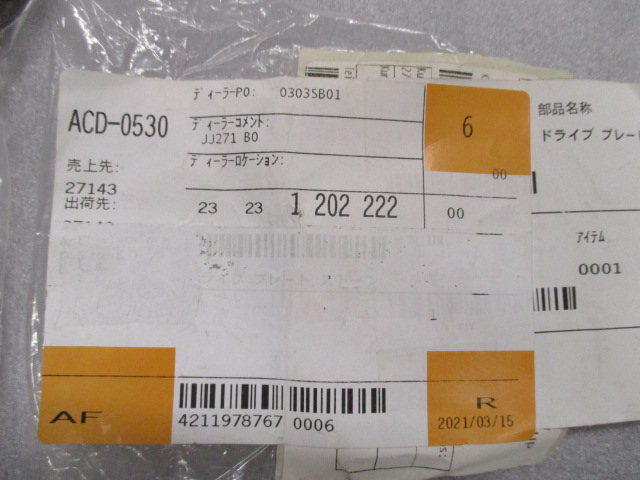 ディーラーPO: 0303SB01
ACD-0530
ディーラーコメント:
JJ271 BO
6
部品名称
ドライブ プレート
売上先:
27143
ディーラーロケーション:
00
出荷先:
23 23 1 202 222 00
27143
アイテム
0001
AF
4211978767 0006
R
2021/03/15